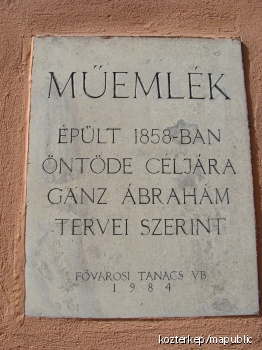 MŰEMLÉK
ÉPÜLT 1858-BAN
ÖNTÖDE CÉLJÁRA
GANZ ÁBRAHÁM
TERVEI SZERINT
FŐVÁROSI TANÁCS VB
1984
kozterkep/mapublic